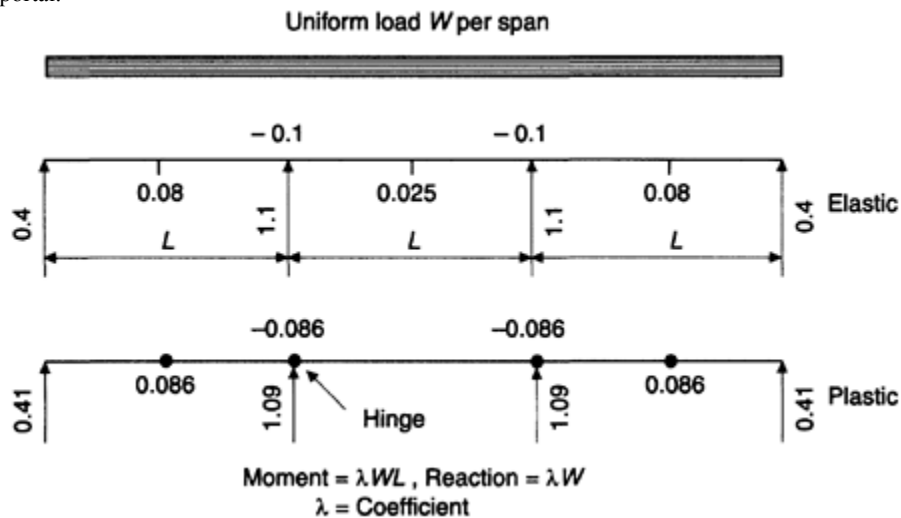 portal.
Uniform load W per span
– 0.1 – 0.1
0.08 0.025 0.08
0.4 1.1 1.1 0.4 Elastic
L L L
–0.086 –0.086
0.086 0.086
0.41 1.09 1.09 0.41 Plastic
Hinge
Moment = λWL , Reaction = λW
λ = Coefficient